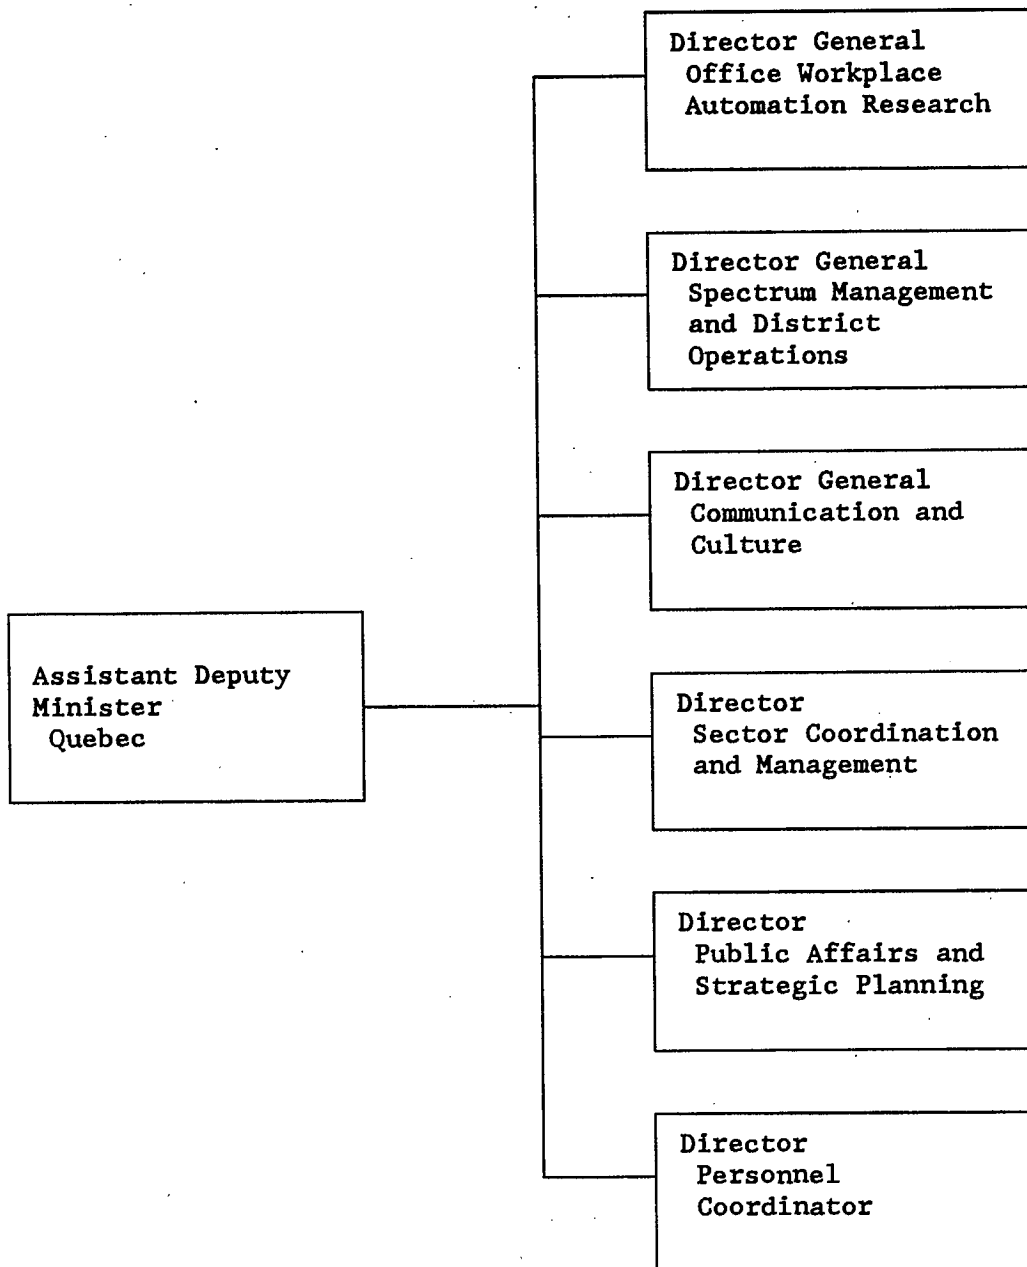 Director General
Office Workplace
Automation Research
Director General
Spectrum Management
and District
Operations
Director General
Communication and
Culture
Assistant Deputy
Minister
Quebec
Director
Sector Coordination
and Management
Director
Public Affairs and
Strategic Planning
Director
Personnel
Coordinator